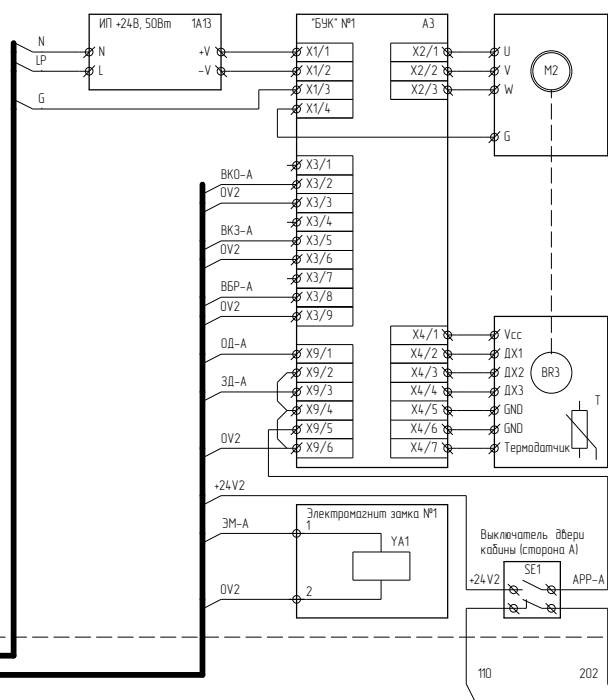 ИП +24В, 50Вт 1А13
N
LP
G
N
L
+V
-V
"БУК" №1 А3
X1/1
X1/2
X1/3
X1/4
X2/1
X2/2
X2/3
U
V
W
G
M2
ВКО-А
0V2
ВКЗ-А
0V2
ВБР-А
0V2
ОД-А
ЗД-А
0V2
X3/1
X3/2
X3/3
X3/4
X3/5
X3/6
X3/7
X3/8
X3/9
X9/1
X9/2
X9/3
X9/4
X9/5
X9/6
X4/1
X4/2
X4/3
X4/4
X4/5
X4/6
X4/7
Vcc
ДХ1
ДХ2
ДХ3
GND
GND
Термодатчик
BR3
T
+24V2
ЭМ-А
0V2
Электромагнит замка №1
1
YA1
2
Выключатель двери
кабины (сторона А)
SE1
+24V2
APP-A
110
202